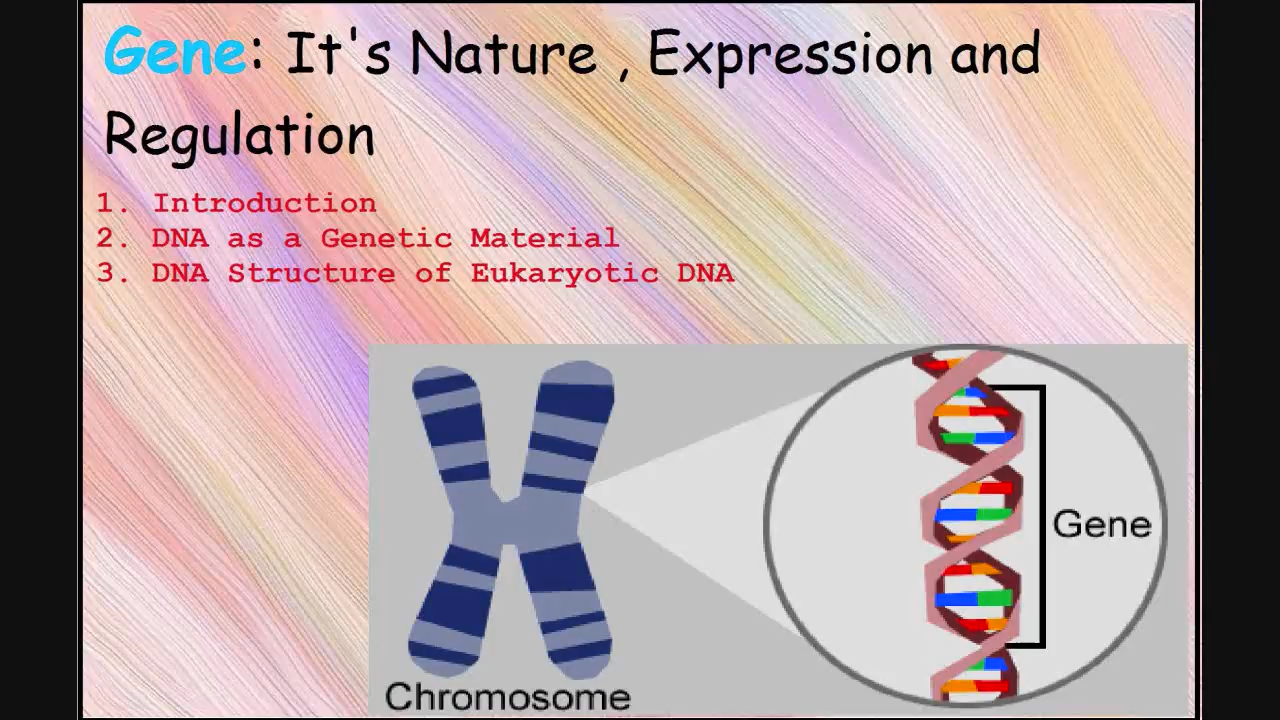 Gene: It's Nature , Expression and
Regulation
1. Introduction
2. DNA as a Genetic Material
3. DNA Structure of Eukaryotic DNA
Gene
Chromosome